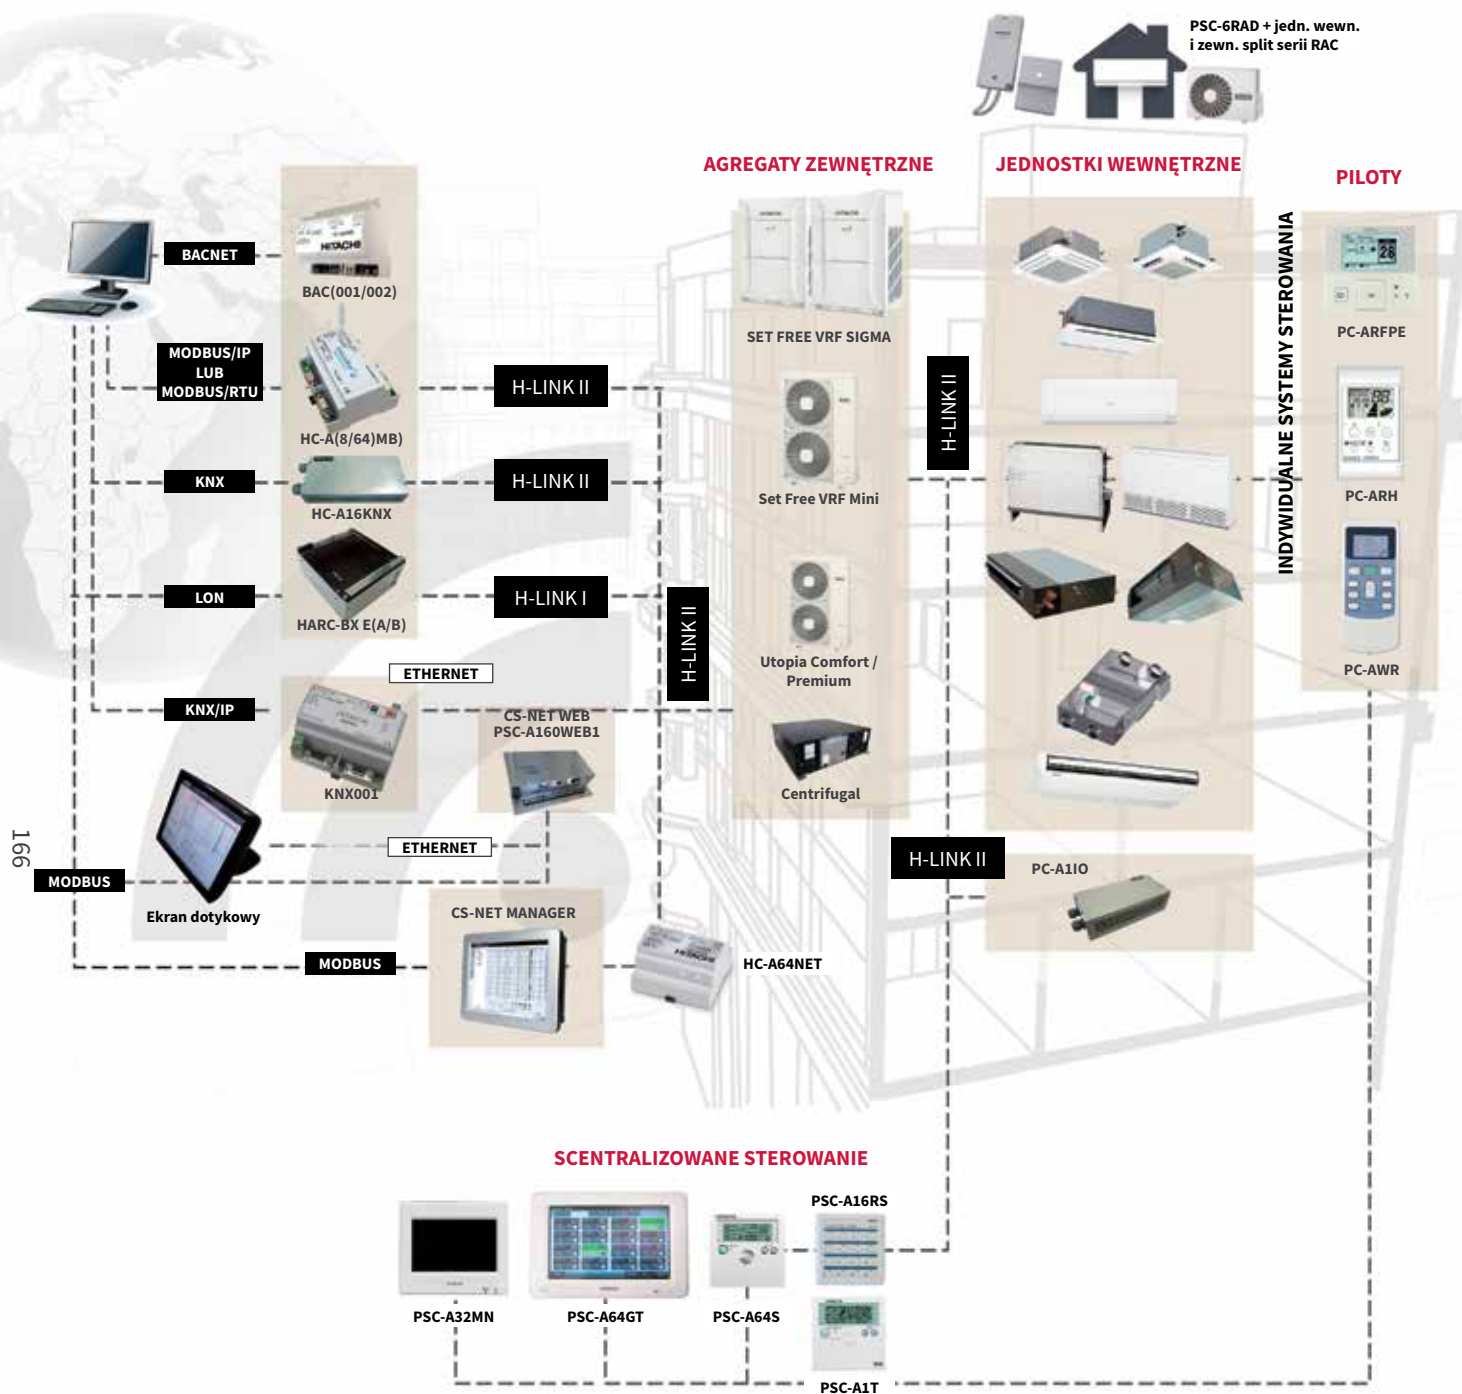 PSC-6RAD + jedn. wewn.
i zewn. split serii RAC
AGREGATY ZEWNĘTRZNE
JEDNOSTKI WEWNĘTRZNE
PILOTY
BACNET
HITACHI
BAC(001/002)
MODBUS/IP
LUB
MODBUS/RTU
HC-A(8/64)MB)
H-LINK II
KNX
HC-A16KNX
H-LINK II
LON
HARC-BX E(A/B)
H-LINK I
H-LINK II
ETHERNET
KNX/IP
KNX001
CS-NET WEB
PSC-A160WEB1
ETHERNET
MODBUS
Ekran dotykowy
166
MODBUS
CS-NET MANAGER
HITACHI
HC-A64NET
SET FREE VRF SIGMA
Set Free VRF Mini
Utopia Comfort /
Premium
Centrifugal
H-LINK II
H-LINK II
PC-A1IO
INDYWIDUALNE SYSTEMY STEROWANIA
28
PC-ARFPE
PC-ARH
PC-AWR
SCENTRALIZOWANE STEROWANIE
PSC-A32MN
PSC-A64GT
PSC-A64S
PSC-A16RS
PSC-A1T